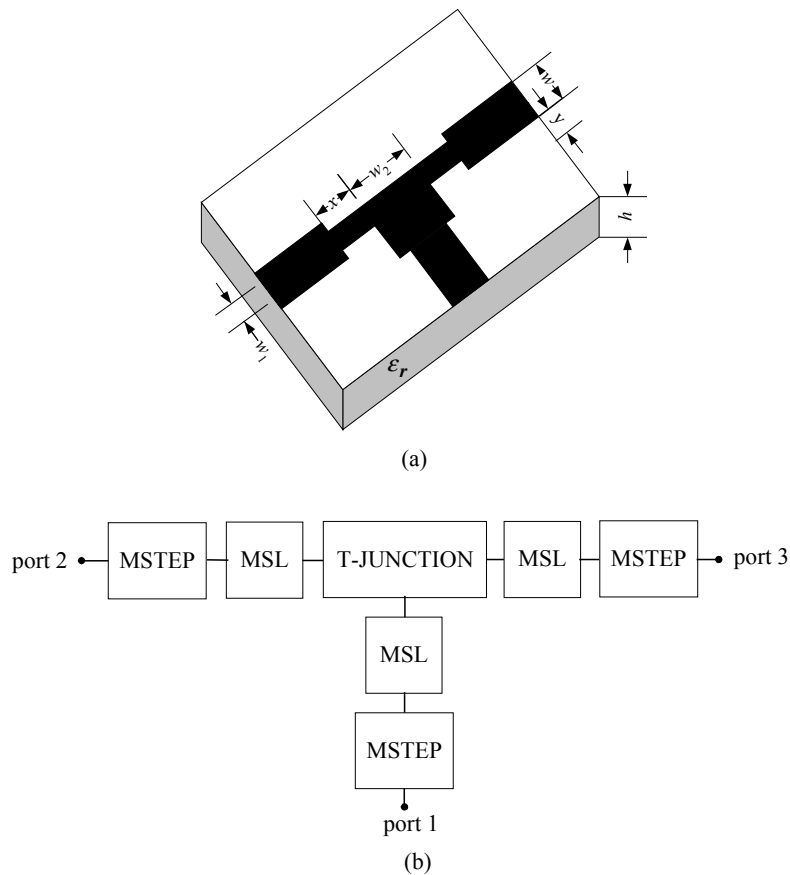 w
y
w₂
x
h
w₁
εᵣ
(a)
port 2
MSTEP
MSL
T-JUNCTION
MSL
MSTEP
port 3
MSL
MSTEP
port 1
(b)